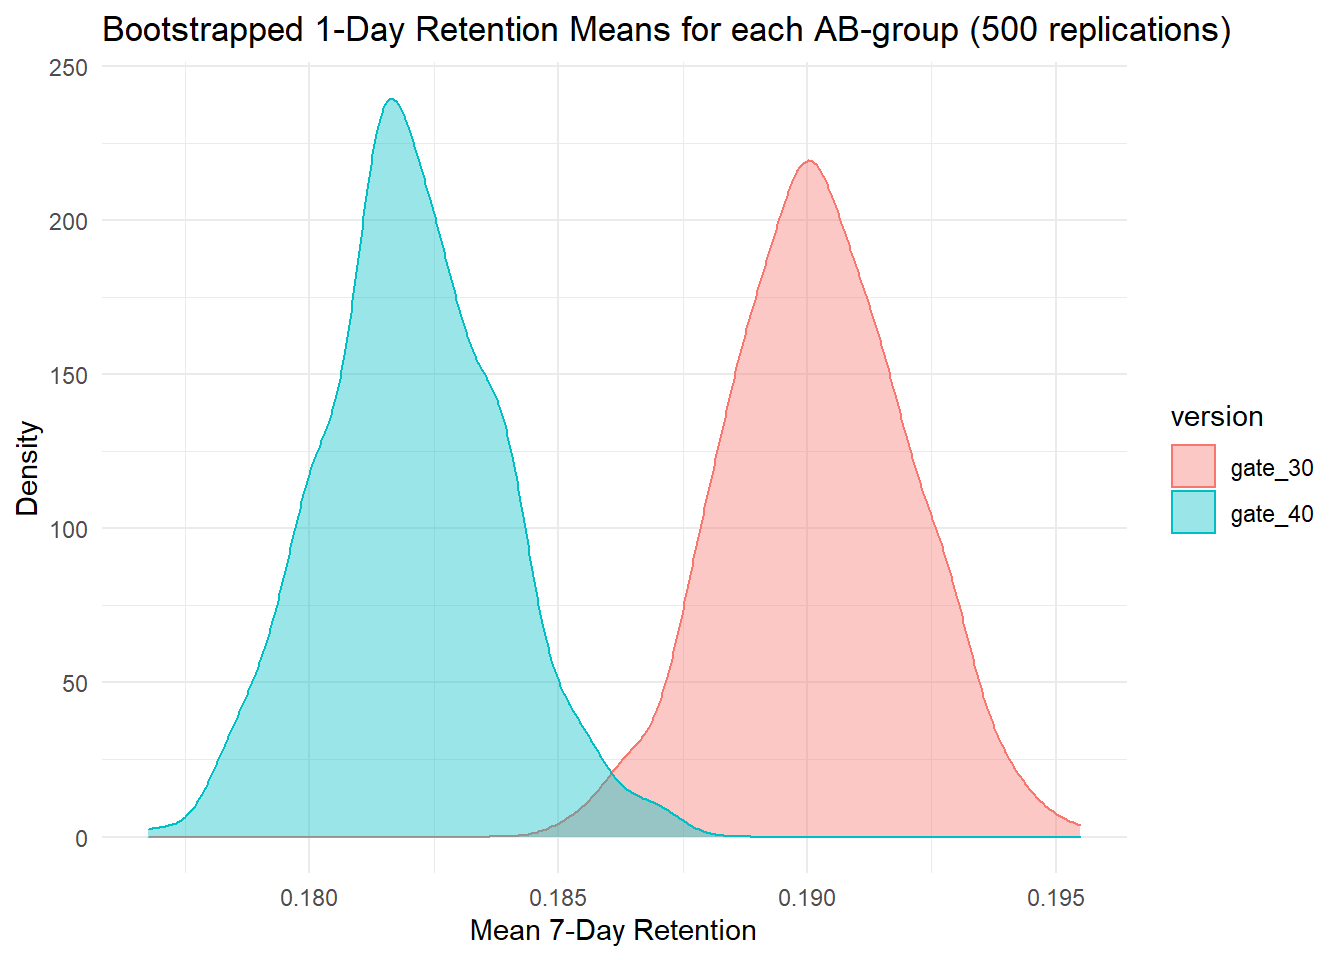 Bootstrapped 1-Day Retention Means for each AB-group (500 replications)
250
200
150
100
50
0
Density
0.180 0.185 0.190 0.195
Mean 7-Day Retention
version
gate_30
gate_40